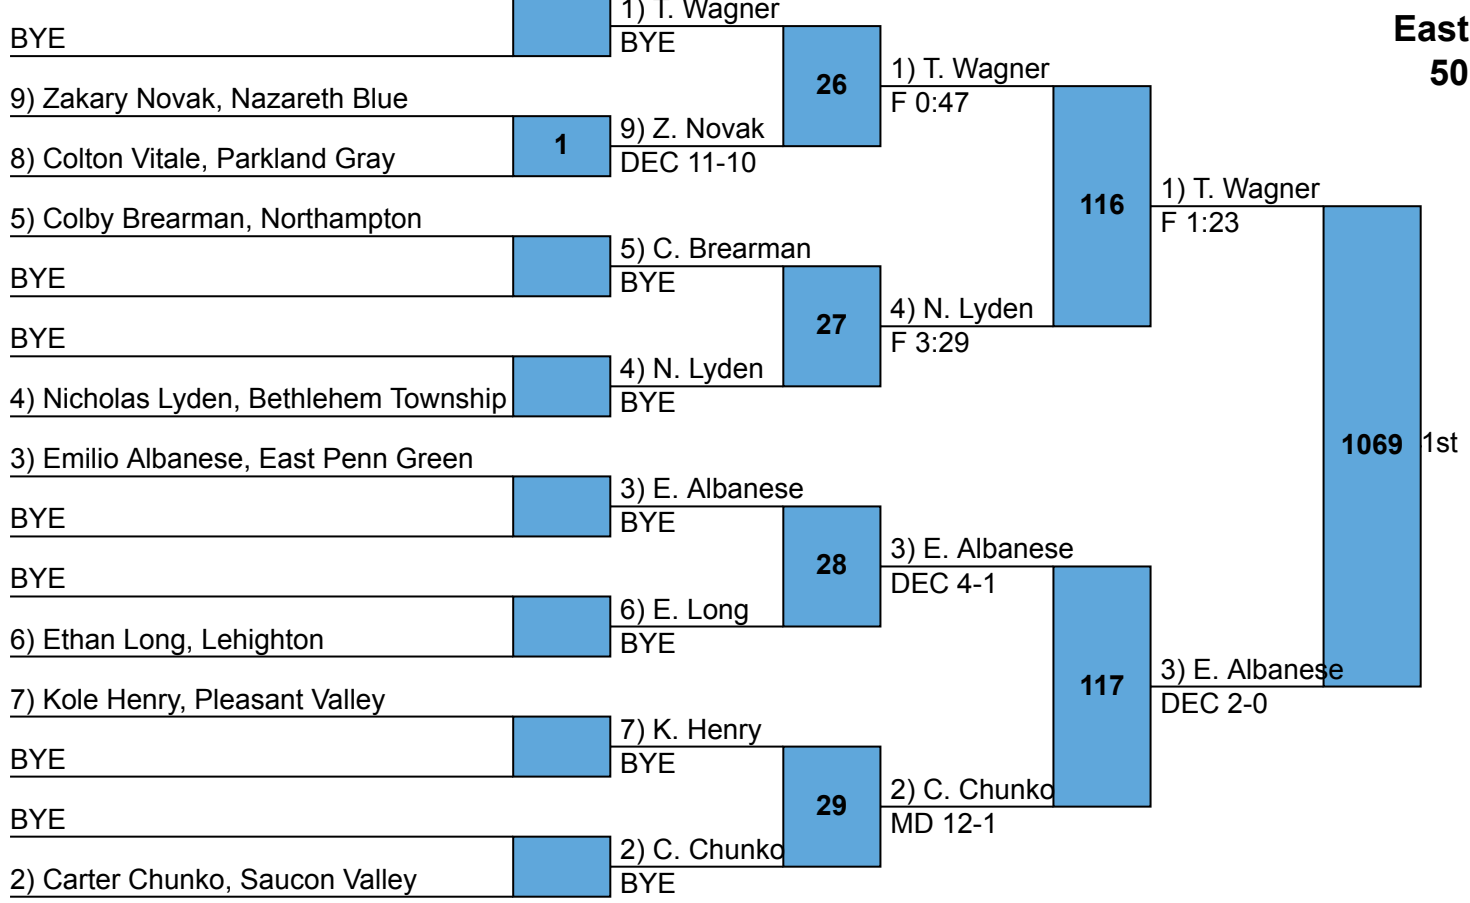 East
50
BYE
9) Zakary Novak, Nazareth Blue
8) Colton Vitale, Parkland Gray
5) Colby Brearman, Northampton
BYE
BYE
4) Nicholas Lyden, Bethlehem Township
3) Emilio Albanese, East Penn Green
BYE
BYE
6) Ethan Long, Lehighton
7) Kole Henry, Pleasant Valley
BYE
BYE
2) Carter Chunko, Saucon Valley
1
1) T. Wagner
BYE
9) Z. Novak
DEC 11-10
5) C. Brearman
BYE
4) N. Lyden
BYE
3) E. Albanese
BYE
6) E. Long
BYE
7) K. Henry
BYE
2) C. Chunko
BYE
26
27
28
29
1) T. Wagner
F 0:47
4) N. Lyden
F 3:29
3) E. Albanese
DEC 4-1
2) C. Chunko
MD 12-1
116
117
1) T. Wagner
F 1:23
3) E. Albanese
DEC 2-0
1069
1st